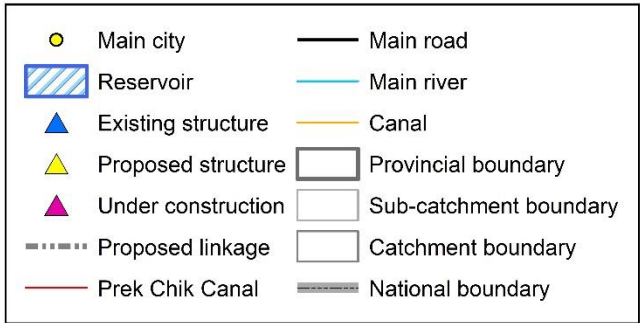 Main city
Main road
Reservoir
Main river
Existing structure
Canal
Proposed structure
Provincial boundary
Under construction
Sub-catchment boundary
Proposed linkage
Catchment boundary
Prek Chik Canal
National boundary